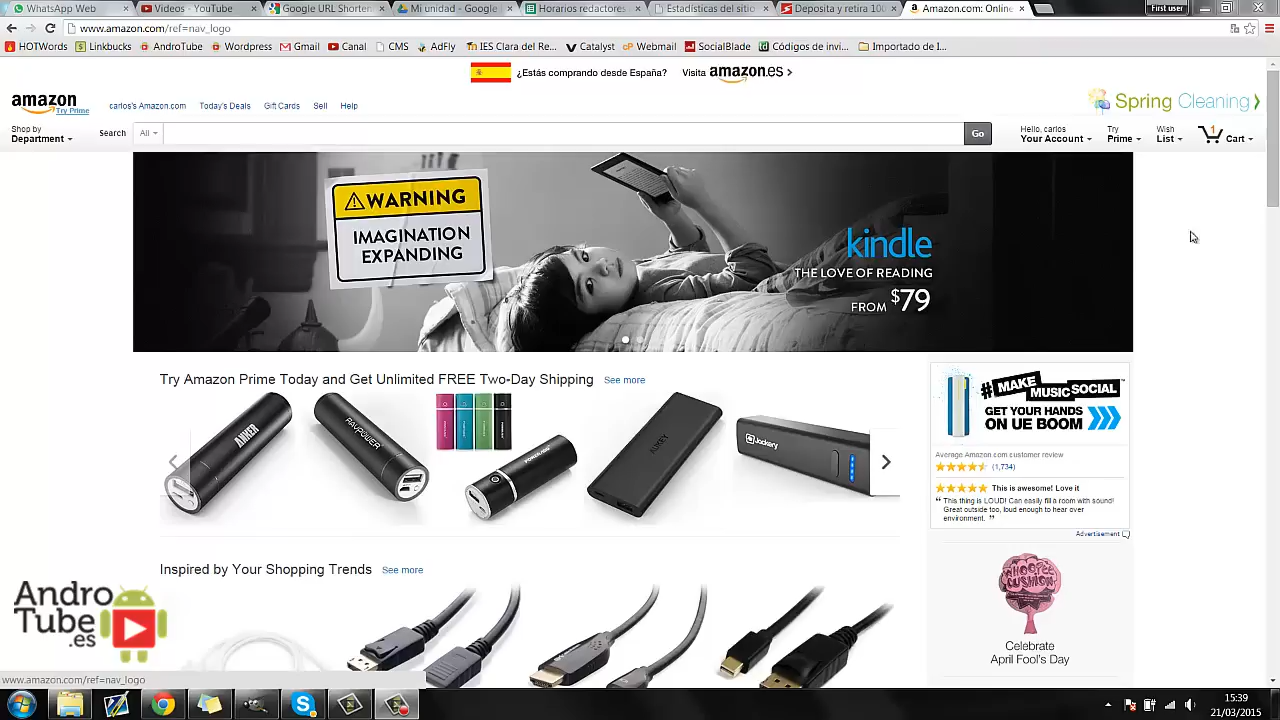 WhatsApp Web
Videos - YouTube
Google URL Shorten
Mi unidad - Google
Horarios redactores
Estadísticas del sitio
Deposita y retira 100
Amazon.com: Online
First user
www.amazon.com/ref=nav_logo
HOTWords
Linkbucks
AndroTube
Wordpress
Gmail
Canal
CMS
AdFly
IES Clara del Re...
Catalyst
Webmail
SocialBlade
Códigos de invi...
Importado de I...
¿Estás comprando desde España? Visita amazon.es
amazon
Try Prime
carlos's Amazon.com
Today's Deals
Gift Cards
Sell
Help
Spring Cleaning
Shop by
Department
Search
All
Go
Hello, carlos
Your Account
Try
Prime
Wish
List
1
Cart
WARNING
IMAGINATION
EXPANDING
kindle
THE LOVE OF READING
FROM $79
Try Amazon Prime Today and Get Unlimited FREE Two-Day Shipping See more
ANKER
RAVPOWER
Jackery
#MAKE
MUSIC SOCIAL™
GET YOUR HANDS
ON UE BOOM
Average Amazon.com customer review
(1,734)
This is awesome! Love it
“ This thing is LOUD! Can easily fill a room with sound!
Great outside too, loud enough to hear over
environment. ”
Advertisement
Inspired by Your Shopping Trends See more
WHOOPEE
CUSHION
Celebrate
April Fool's Day
Andro
Tube
.es
www.amazon.com/ref=nav_logo
15:39
21/03/2015